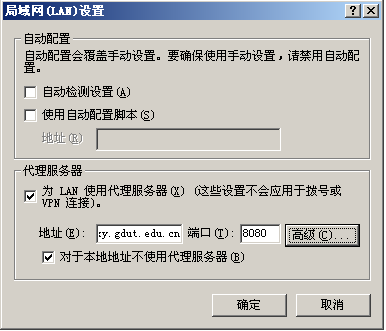 局域网(LAN)设置
自动配置
自动配置会覆盖手动设置。要确保使用手动设置，请禁用自动配
置。
自动检测设置(A)
使用自动配置脚本(S)
地址(R)
代理服务器
为 LAN 使用代理服务器(X) (这些设置不会应用于拨号或
VPN 连接)。
地址(E): ry.gdut.edu.cn 端口(T): 8080 高级(C)...
对于本地地址不使用代理服务器(B)
确定 取消